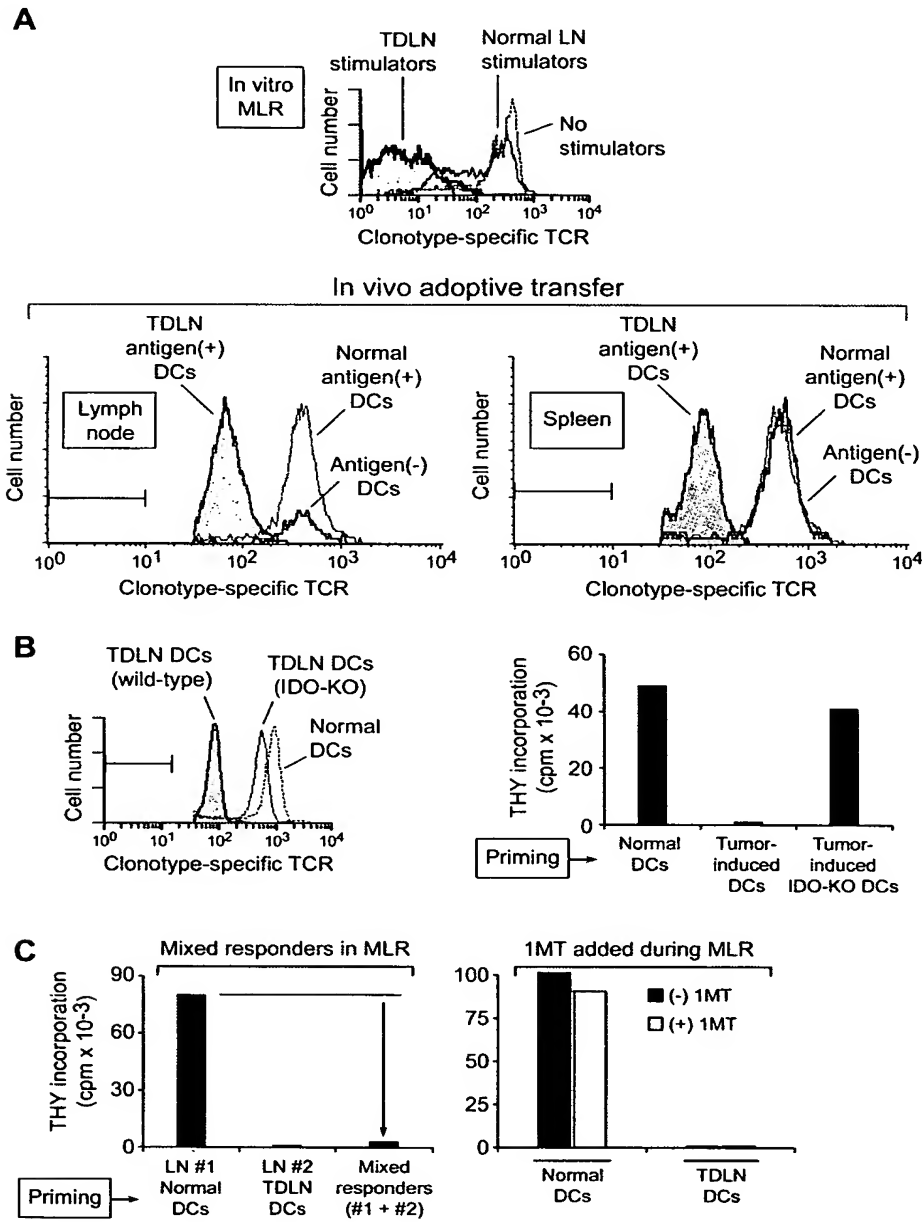 A
TDLN
stimulators
Normal LN
stimulators
In vitro
MLR
No
stimulators
Cell number
10^0 10^1 10^2 10^3 10^4
Clonotype-specific TCR
In vivo adoptive transfer
TDLN
antigen(+)
DCs
Normal
antigen(+)
DCs
Lymph
node
Antigen(-)
DCs
Cell number
10^0 10^1 10^2 10^3 10^4
Clonotype-specific TCR
TDLN
antigen(+)
DCs
Normal
antigen(+)
DCs
Spleen
Antigen(-)
DCs
Cell number
10^0 10^1 10^2 10^3 10^4
Clonotype-specific TCR
B
TDLN DCs
(wild-type)
TDLN DCs
(IDO-KO)
Normal
DCs
Cell number
10^0 10^1 10^2 10^3 10^4
Clonotype-specific TCR
THY incorporation
(cpm x 10-3)
60
40
20
0
Priming
Normal
DCs
Tumor-
induced
DCs
Tumor-
induced
IDO-KO DCs
C
Mixed responders in MLR
THY incorporation
(cpm x 10-3)
90
60
30
0
Priming
LN #1
Normal
DCs
LN #2
TDLN
DCs
Mixed
responders
(#1 + #2)
1MT added during MLR
(-) 1MT
(+) 1MT
100
75
50
25
0
Normal
DCs
TDLN
DCs